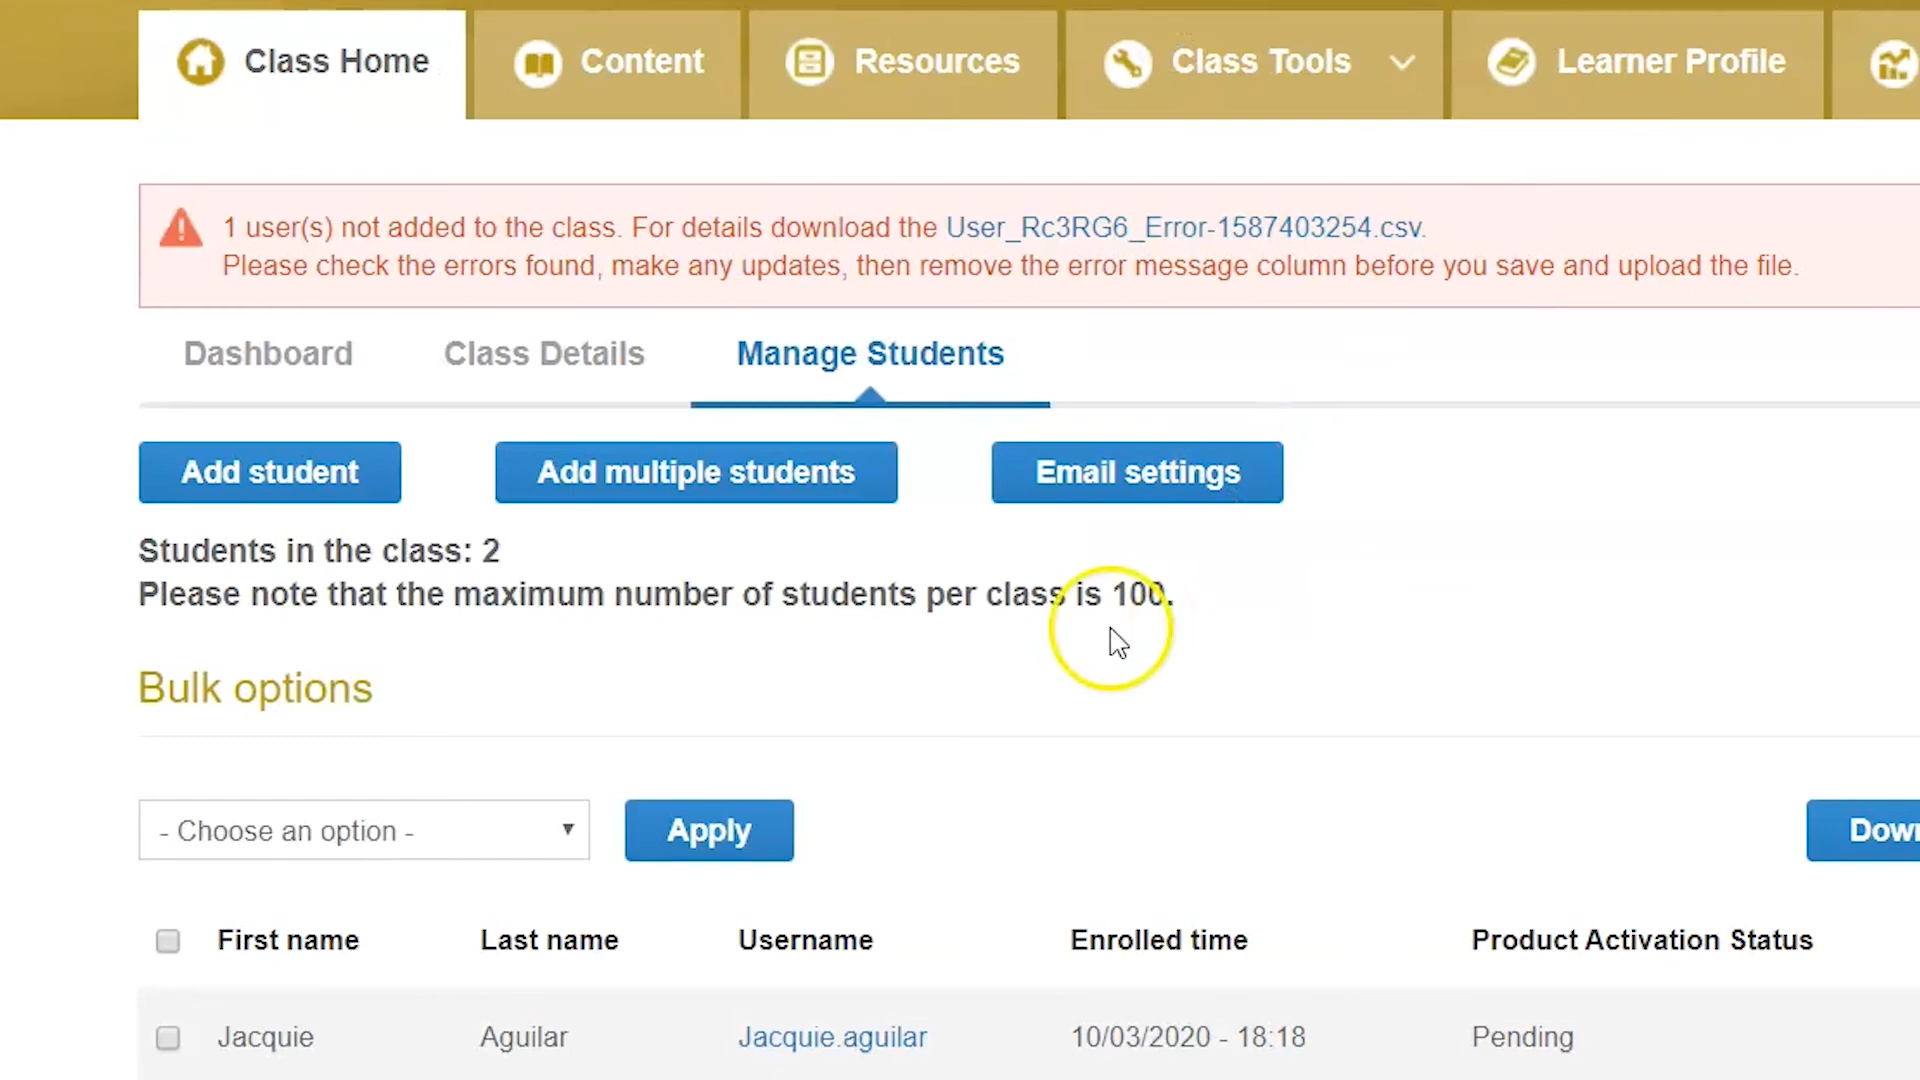 Class Home
Content
Resources
Class Tools
Learner Profile
1 user(s) not added to the class. For details download the User_Rc3RG6_Error-1587403254.csv.
Please check the errors found, make any updates, then remove the error message column before you save and upload the file.
Dashboard
Class Details
Manage Students
Add student
Add multiple students
Email settings
Students in the class: 2
Please note that the maximum number of students per class is 100.
Bulk options
- Choose an option -
Apply
First name
Last name
Username
Enrolled time
Product Activation Status
Jacquie
Aguilar
Jacquie.aguilar
10/03/2020 - 18:18
Pending